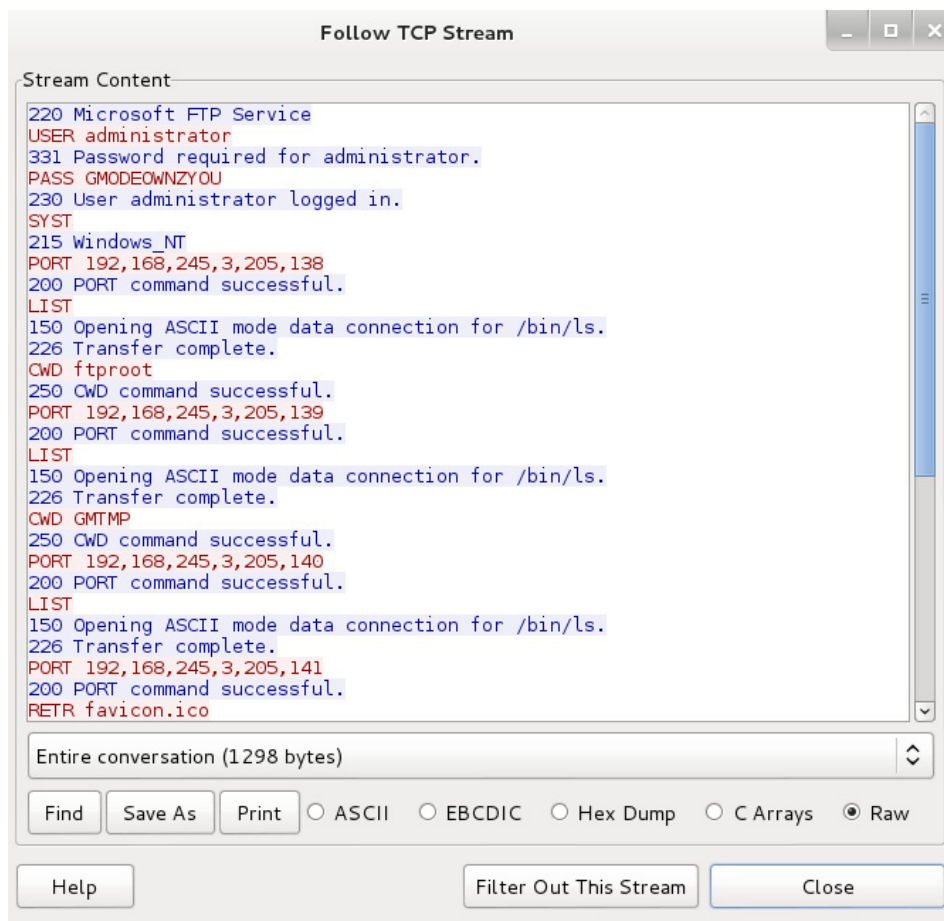 Follow TCP Stream
Stream Content
220 Microsoft FTP Service
USER administrator
331 Password required for administrator.
PASS GMODEOWNZYOU
230 User administrator logged in.
SYST
215 Windows_NT
PORT 192,168,245,3,205,138
200 PORT command successful.
LIST
150 Opening ASCII mode data connection for /bin/ls.
226 Transfer complete.
CWD ftproot
250 CWD command successful.
PORT 192,168,245,3,205,139
200 PORT command successful.
LIST
150 Opening ASCII mode data connection for /bin/ls.
226 Transfer complete.
CWD GMTMP
250 CWD command successful.
PORT 192,168,245,3,205,140
200 PORT command successful.
LIST
150 Opening ASCII mode data connection for /bin/ls.
226 Transfer complete.
PORT 192,168,245,3,205,141
200 PORT command successful.
RETR favicon.ico
Entire conversation (1298 bytes)
Find Save As Print ASCII EBCDIC Hex Dump C Arrays Raw
Help Filter Out This Stream Close